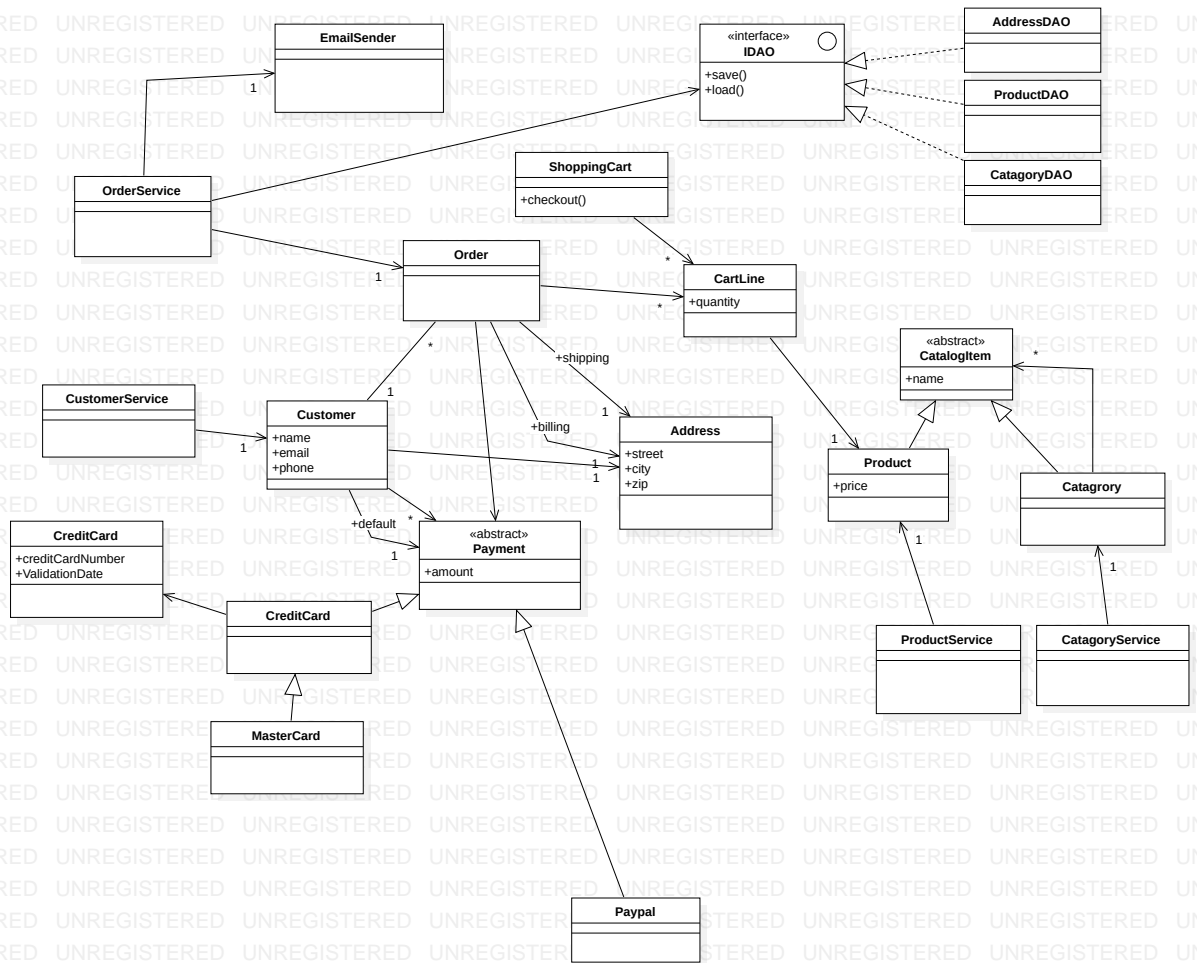 EmailSender
1
«interface»
IDAO
+save()
+load()
AddressDAO
ProductDAO
CatagoryDAO
OrderService
ShoppingCart
+checkout()
Order
1
*
CartLine
+quantity
*
*
1
+shipping
1
+billing
1
«abstract»
CatalogItem
+name
*
CustomerService
1
Customer
+name
+email
+phone
Address
+street
+city
+zip
1
1
Product
+price
Catagrory
+default
*
1
«abstract»
Payment
+amount
CreditCard
+creditCardNumber
+ValidationDate
CreditCard
1
1
ProductService
CatagoryService
MasterCard
Paypal
UNREGISTERED